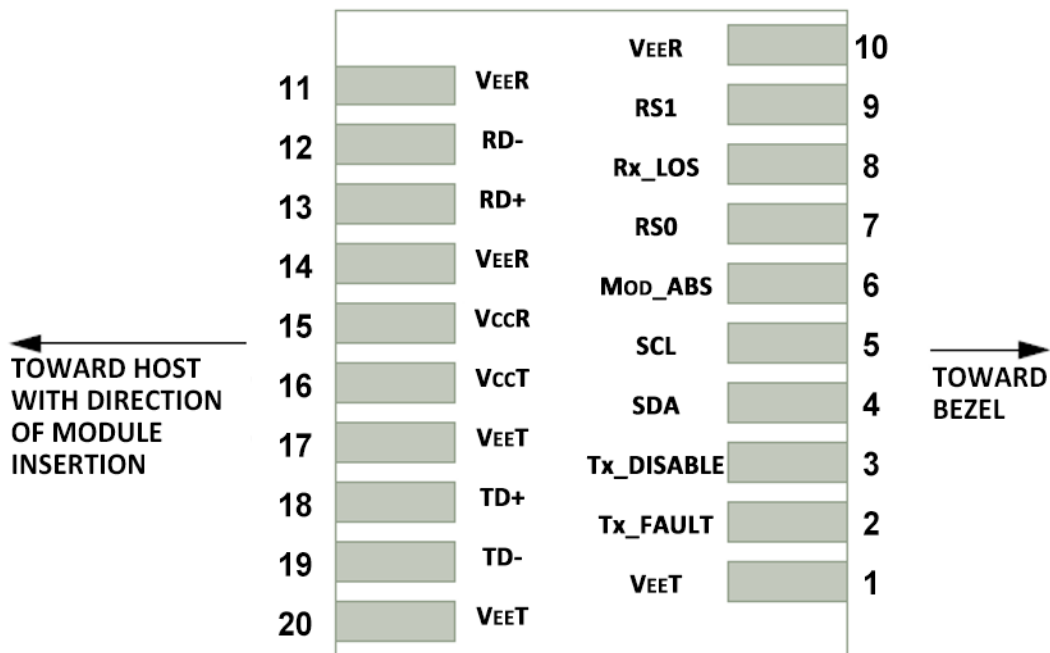 VEER 10
11 VEER
RS1 9
12 RD-
Rx_LOS 8
13 RD+
RS0 7
14 VEER
MOD_ABS 6
15 VCCR
SCL 5
16 VCCT
SDA 4
17 VEET
Tx_DISABLE 3
18 TD+
Tx_FAULT 2
19 TD-
VEET 1
20 VEET
TOWARD HOST
WITH DIRECTION
OF MODULE
INSERTION
TOWARD
BEZEL